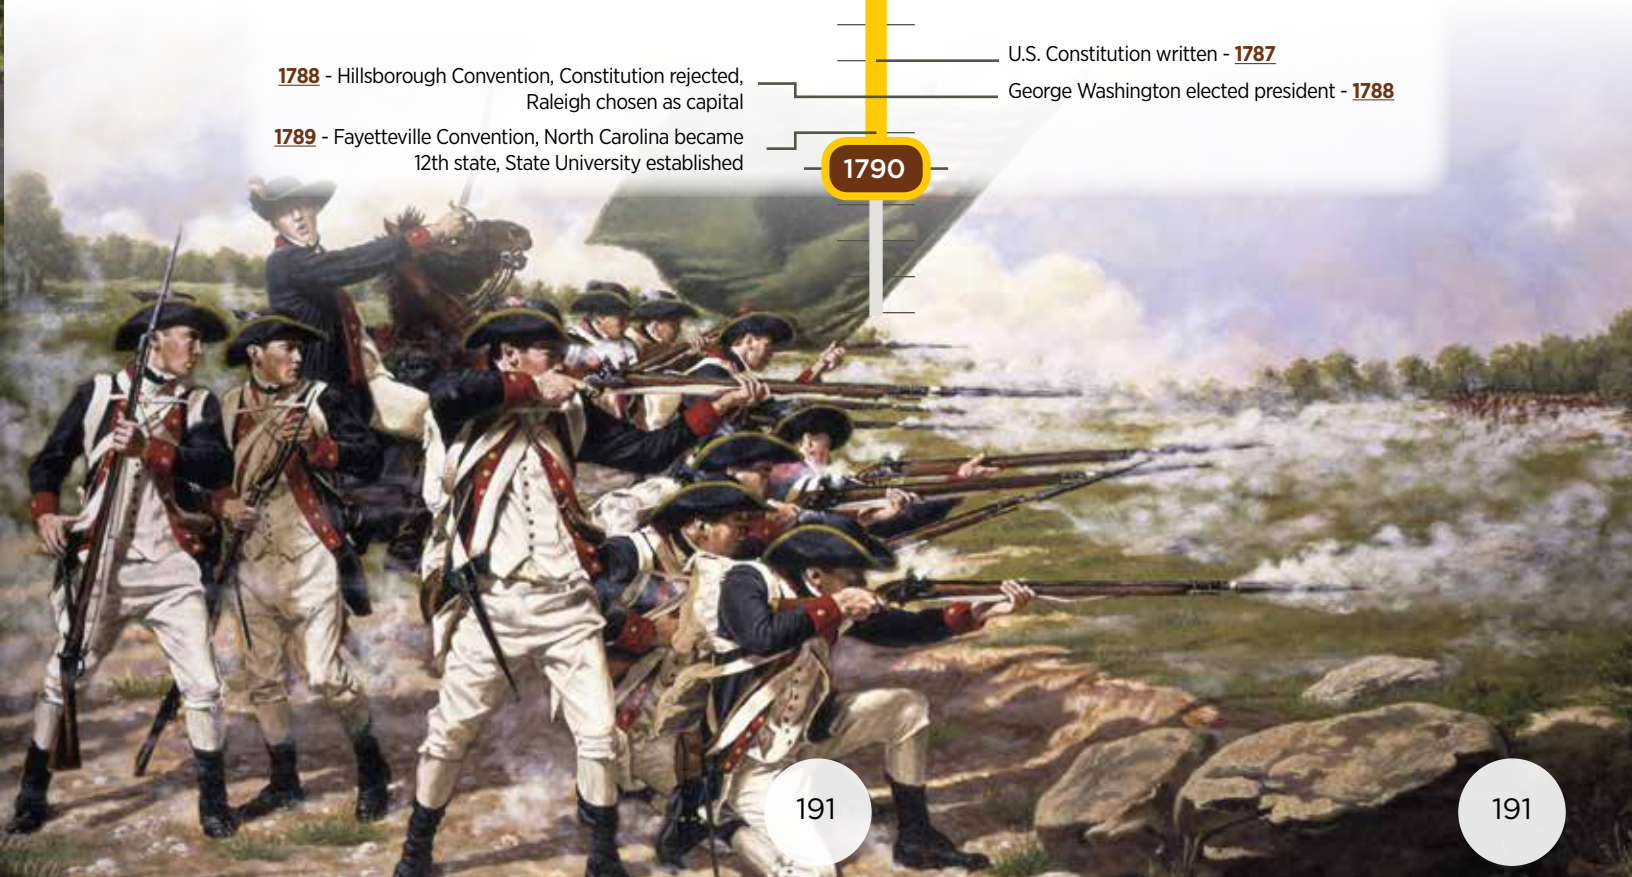 1788 - Hillsborough Convention, Constitution rejected,
Raleigh chosen as capital
1789 - Fayetteville Convention, North Carolina became
12th state, State University established
U.S. Constitution written - 1787
George Washington elected president - 1788
1790
191
191